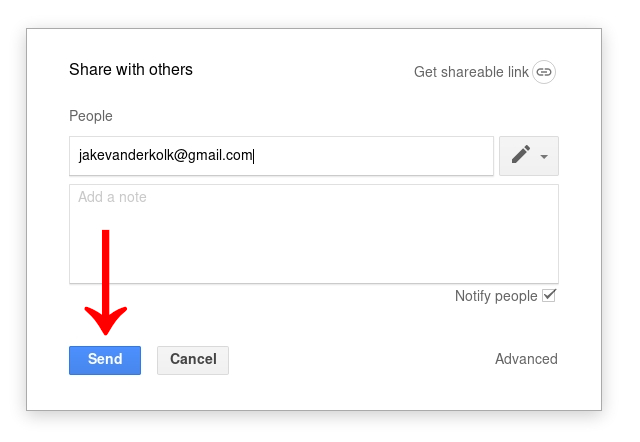 Share with others
Get shareable link
People
jakevanderkolk@gmail.com
Add a note
Notify people
Send
Cancel
Advanced